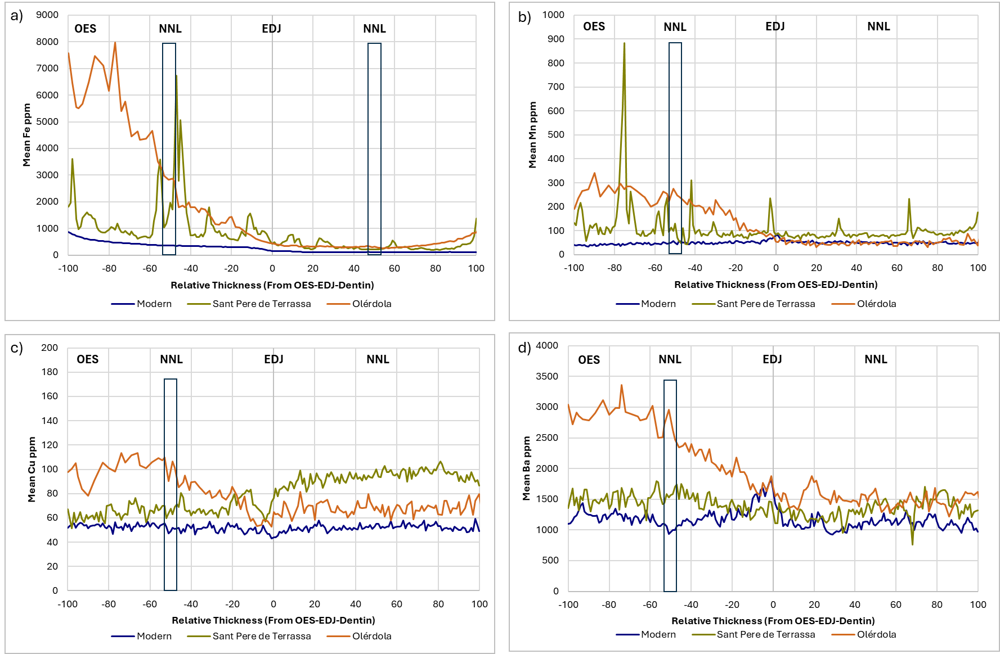 a)
OES NNL EDJ NNL
9000
8000
7000
6000
5000
4000
3000
2000
1000
0
Mean Fe ppm
-100 -80 -60 -40 -20 0 20 40 60 80 100
Relative Thickness (From OES-EDJ-Dentin)
Modern Sant Pere de Terrassa Olérdola
b)
OES NNL EDJ NNL
1000
900
800
700
600
500
400
300
200
100
0
Mean Mn ppm
-100 -80 -60 -40 -20 0 20 40 60 80 100
Relative Thickness (From OES-EDJ-Dentin)
Modern Sant Pere de Terrassa Olérdola
c)
OES NNL EDJ NNL
200
180
160
140
120
100
80
60
40
20
0
Mean Cu ppm
-100 -80 -60 -40 -20 0 20 40 60 80 100
Relative Thickness (From OES-EDJ-Dentin)
Modern Sant Pere de Terrassa Olérdola
d)
OES NNL EDJ NNL
4000
3500
3000
2500
2000
1500
1000
500
0
Mean Ba ppm
-100 -80 -60 -40 -20 0 20 40 60 80 100
Relative Thickness (From OES-EDJ-Dentin)
Modern Sant Pere de Terrassa Olérdola